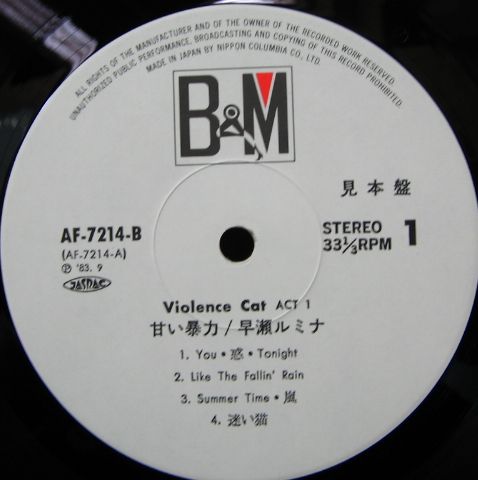 ALL RIGHTS OF THE MANUFACTURER AND OF THE OWNER OF THE RECORDED WORK RESERVED.
UNAUTHORIZED PUBLIC PERFORMANCE, BROADCASTING AND COPYING OF THIS RECORD PROHIBITED.
MADE IN JAPAN BY NIPPON COLUMBIA CO., LTD.
B&M
見本盤
AF-7214-B
(AF-7214-A)
Ⓟ '83. 9
JASRAC
STEREO
33⅓RPM
1
Violence Cat ACT 1
甘い暴力/早瀬ルミナ
1. You・惑・Tonight
2. Like The Fallin' Rain
3. Summer Time・嵐
4. 迷い猫